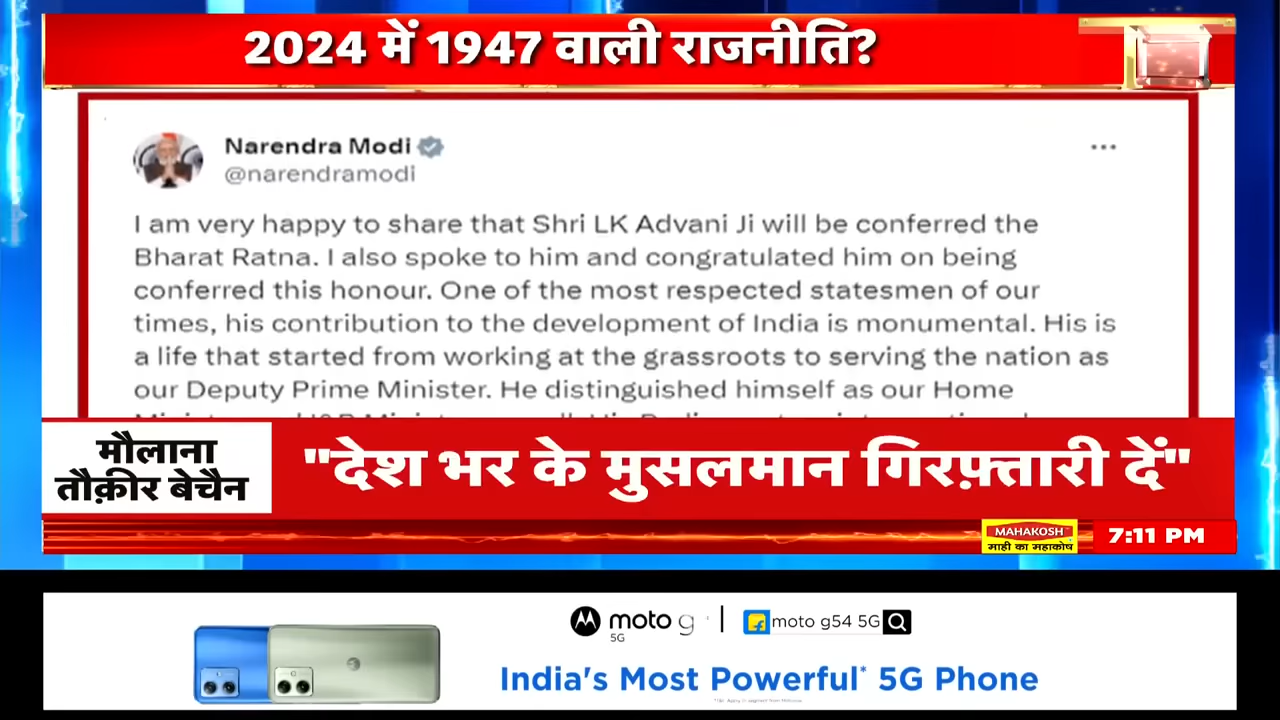 2024 में 1947 वाली राजनीति?
Narendra Modi
@narendramodi
I am very happy to share that Shri LK Advani Ji will be conferred the
Bharat Ratna. I also spoke to him and congratulated him on being
conferred this honour. One of the most respected statesmen of our
times, his contribution to the development of India is monumental. His is
a life that started from working at the grassroots to serving the nation as
our Deputy Prime Minister. He distinguished himself as our Home
मौलाना
तौक़ीर बेचैन
"देश भर के मुसलमान गिरफ़्तारी दें"
MAHAKOSH
माही का महाकोष
7:11 PM
moto g
5G
moto g54 5G
India's Most Powerful* 5G Phone